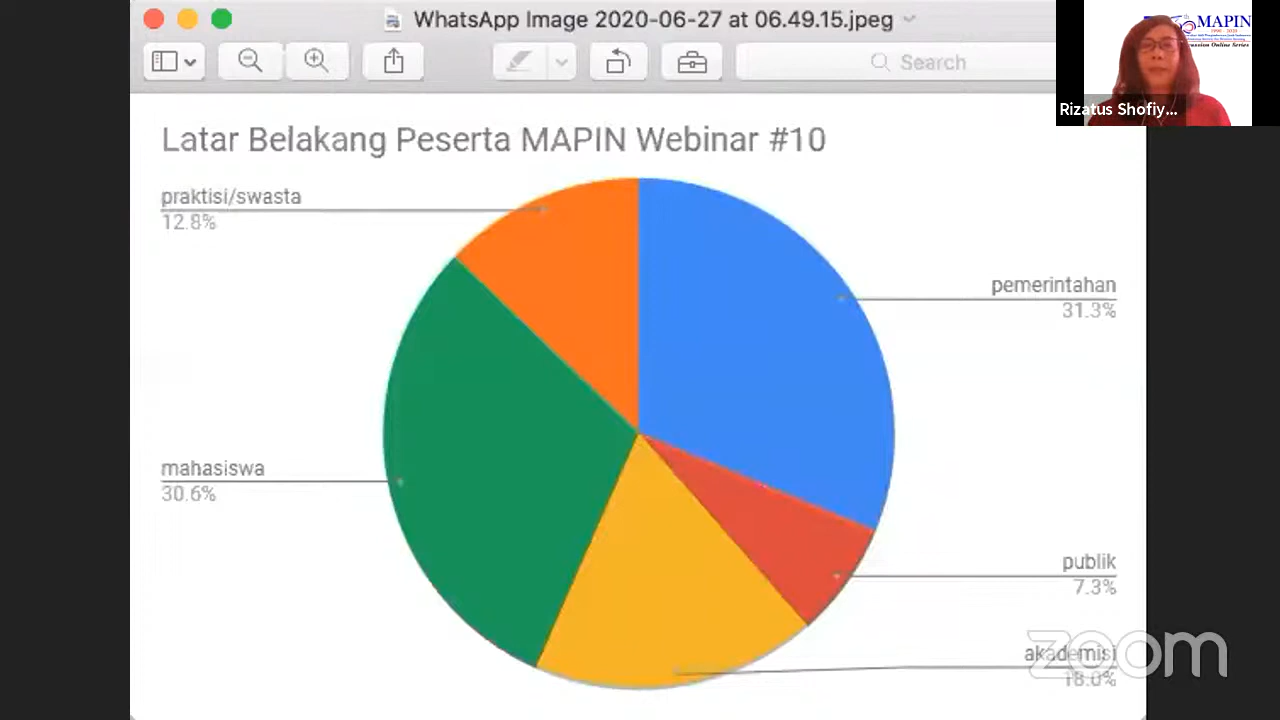 WhatsApp Image 2020-06-27 at 06.49.15.jpeg
Search
MAPIN
Rizatus Shofiy...
Latar Belakang Peserta MAPIN Webinar #10
praktisi/swasta
12.8%
pemerintahan
31.3%
mahasiswa
30.6%
publik
7.3%
akademisi
18.0%
zoom